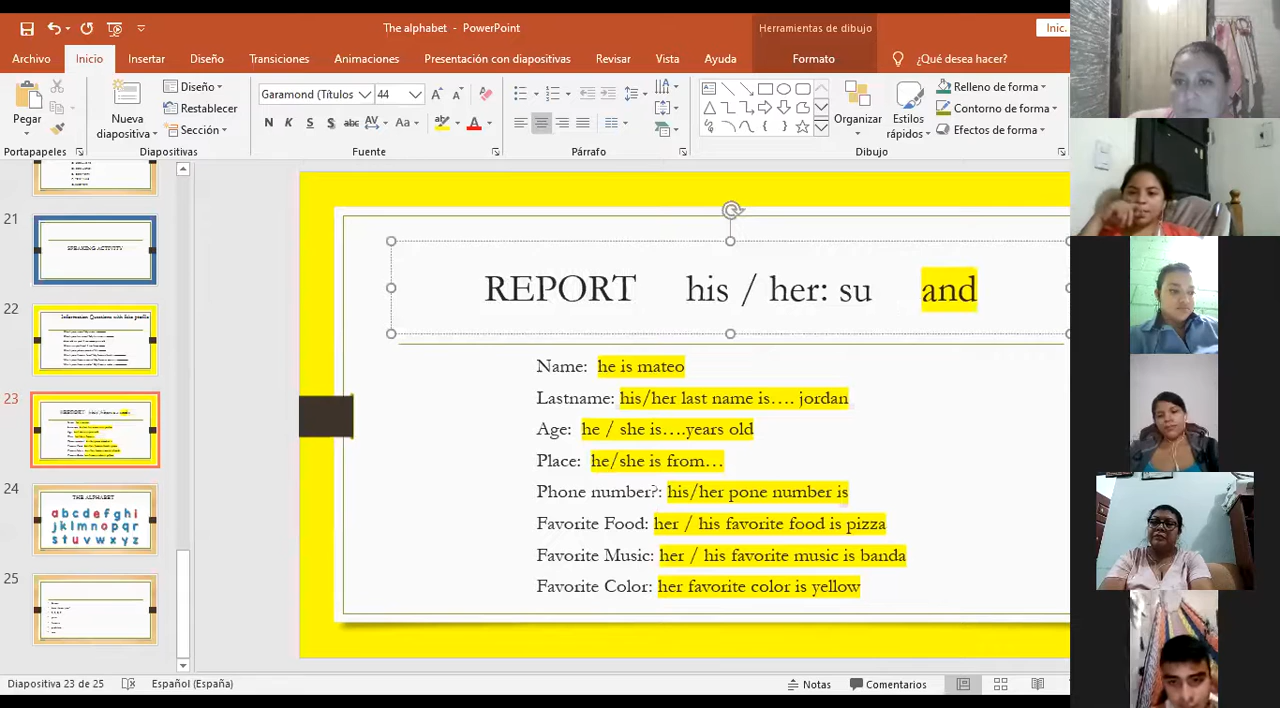 The alphabet - PowerPoint
Herramientas de dibujo
Inic.
Archivo Inicio Insertar Diseño Transiciones Animaciones Presentación con diapositivas Revisar Vista Ayuda Formato ¿Qué desea hacer?
Pegar
Nueva diapositiva
Diseño
Restablecer
Sección
Garamond (Títulos 44
N K S S abc AV Aa A
Organizar
Estilos rápidos
Relleno de forma
Contorno de forma
Efectos de forma
Portapapeles Diapositivas Fuente Párrafo Dibujo
21
SPEAKING ACTIVITY
22
23
24
THE ALPHABET
a b c d e f g h i
j k l m n o p q r
s t u v w x y z
25
REPORT his / her: su and
Name: he is mateo
Lastname: his/her last name is…. jordan
Age: he / she is….years old
Place: he/she is from…
Phone number?: his/her pone number is
Favorite Food: her / his favorite food is pizza
Favorite Music: her / his favorite music is banda
Favorite Color: her favorite color is yellow
Diapositiva 23 de 25 Español (España) Notas Comentarios